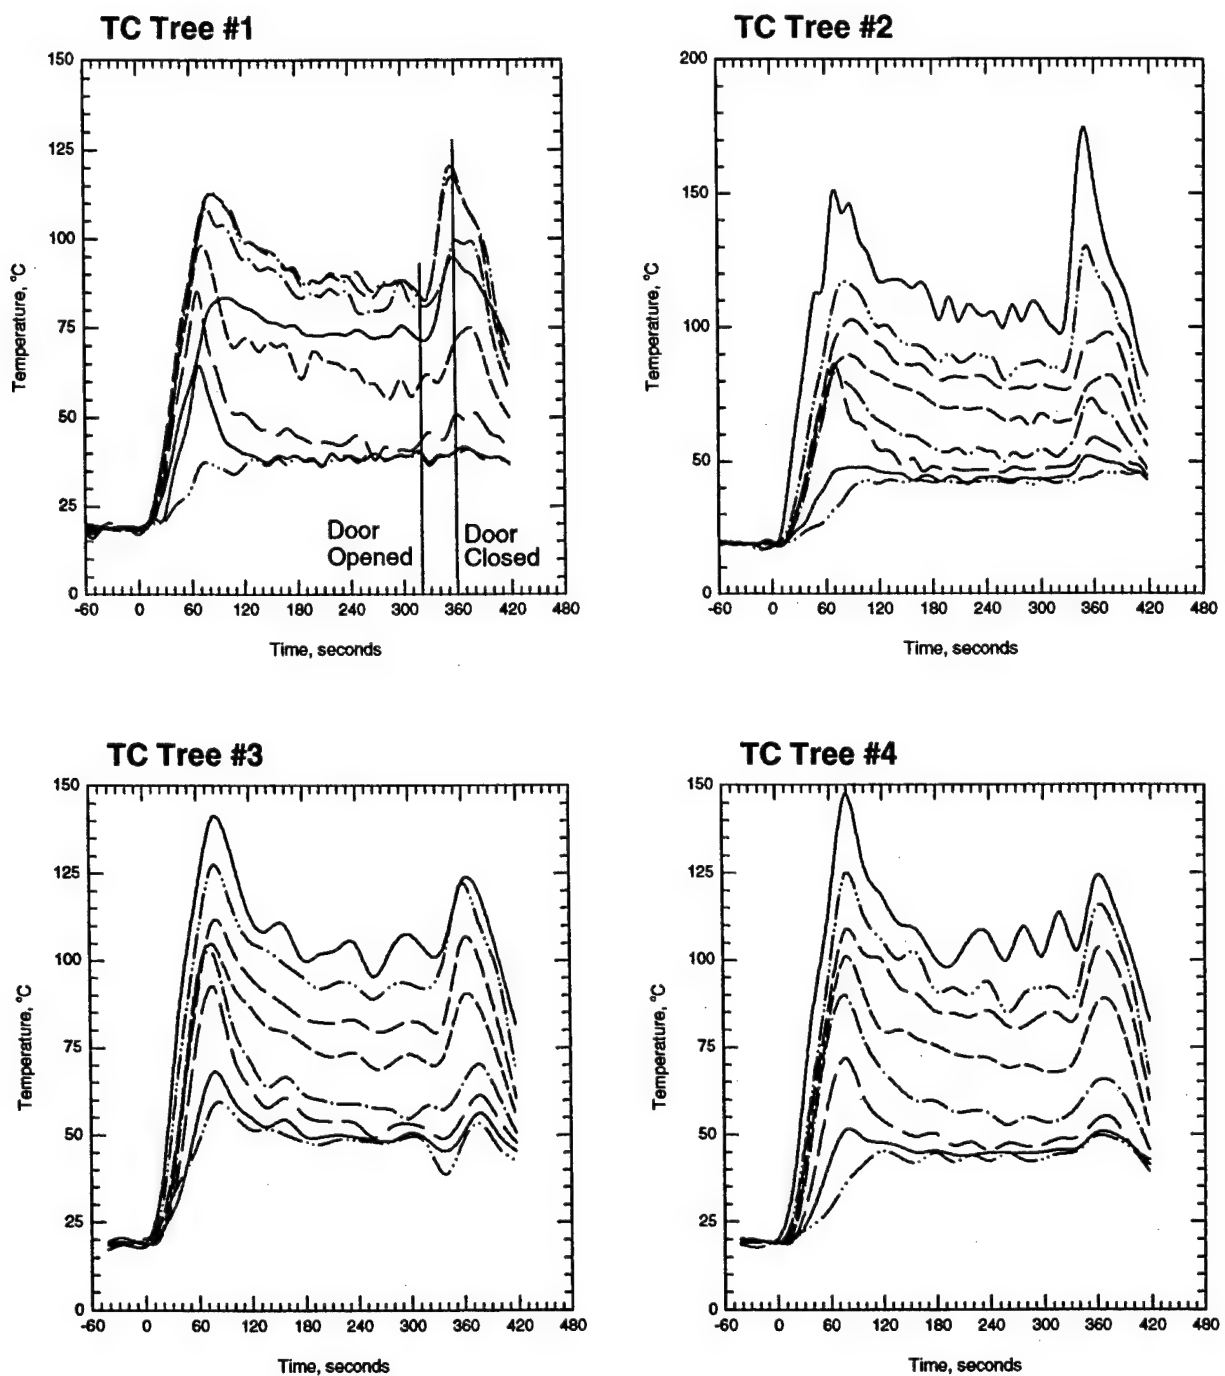 TC Tree #1
150
125
100
75
50
25
0
Temperature, °C
Door
Opened
Door
Closed
-60 0 60 120 180 240 300 360 420 480
Time, seconds
TC Tree #2
200
150
100
50
0
Temperature, °C
-60 0 60 120 180 240 300 360 420 480
Time, seconds
TC Tree #3
150
125
100
75
50
25
0
Temperature, °C
-60 0 60 120 180 240 300 360 420 480
Time, seconds
TC Tree #4
150
125
100
75
50
25
0
Temperature, °C
-60 0 60 120 180 240 300 360 420 480
Time, seconds